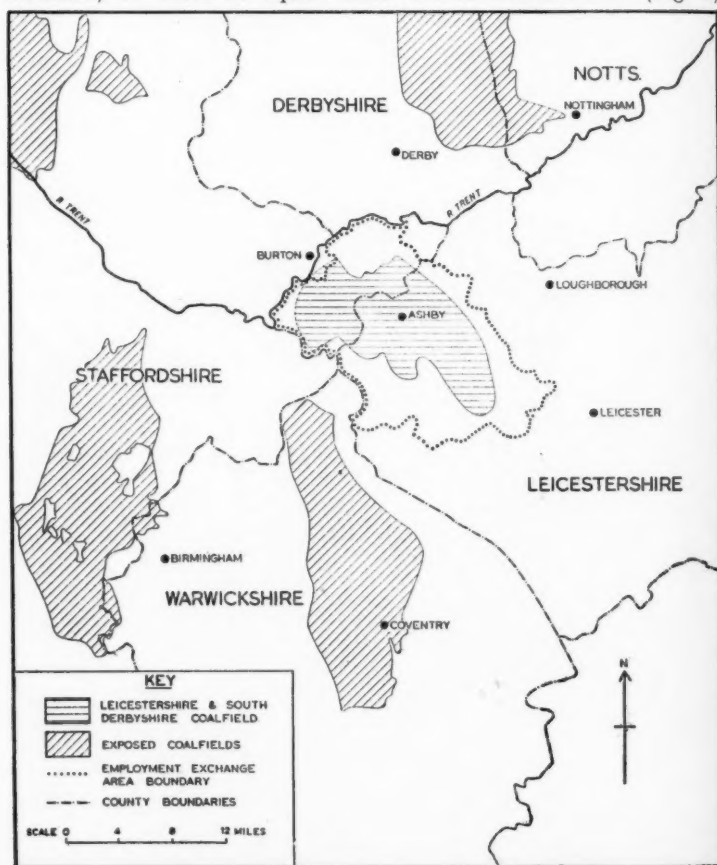 NOTTS.
DERBYSHIRE
NOTTINGHAM
DERBY
R. TRENT
R. TRENT
BURTON
LOUGHBOROUGH
ASHBY
STAFFORDSHIRE
LEICESTER
LEICESTERSHIRE
BIRMINGHAM
WARWICKSHIRE
COVENTRY
KEY
LEICESTERSHIRE & SOUTH
DERBYSHIRE COALFIELD
EXPOSED COALFIELDS
EMPLOYMENT EXCHANGE
AREA BOUNDARY
COUNTY BOUNDARIES
SCALE 0 4 8 12 MILES
N